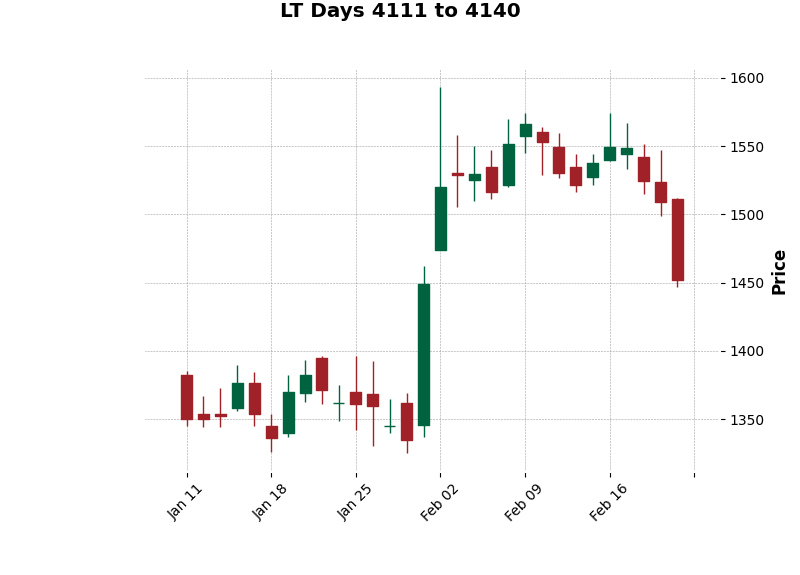 LT Days 4111 to 4140
1600
1550
1500
1450
1400
1350
Price
Jan 11
Jan 18
Jan 25
Feb 02
Feb 09
Feb 16